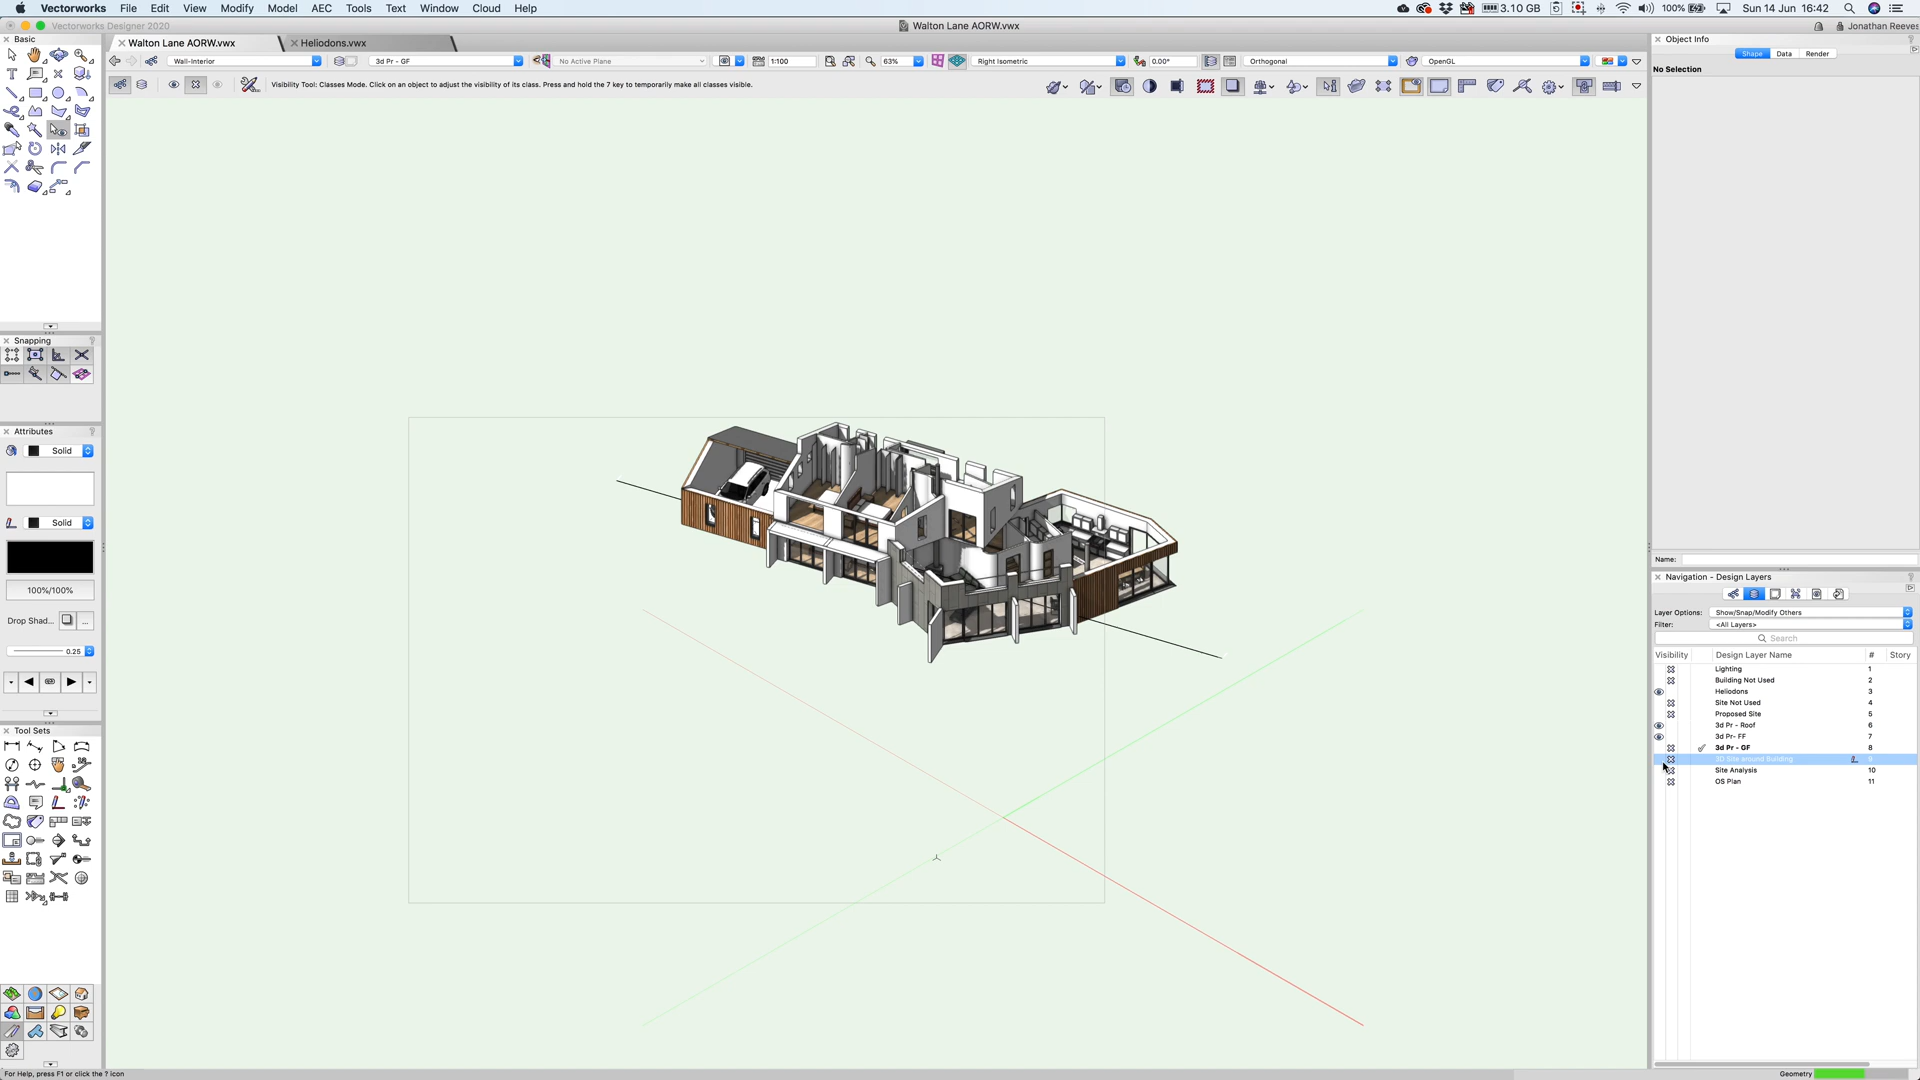 Vectorworks File Edit View Modify Model AEC Tools Text Window Cloud Help 3.10 GB 100% Sun 14 Jun 16:42
Vectorworks Designer 2020 Walton Lane AORW.vwx Jonathan Reeves
Basic
Walton Lane AORW.vwx Heliodons.vwx
Object Info
Shape Data Render
Wall-Interior 3d Pr - GF No Active Plane 1:100 63% Right Isometric 0.00° Orthogonal OpenGL
No Selection
Visibility Tool: Classes Mode. Click on an object to adjust the visibility of its class. Press and hold the 7 key to temporarily make all classes visible.
Snapping
Attributes
Solid
Solid
100%/100%
Drop Shad... ...
0.25
Tool Sets
Name:
Navigation - Design Layers
Layer Options: Show/Snap/Modify Others
Filter: <All Layers>
Search
Visibility Design Layer Name # Story
Lighting 1
Building Not Used 2
Heliodons 3
Site Not Used 4
Proposed Site 5
3d Pr - Roof 6
3d Pr- FF 7
3d Pr - GF 8
3D Site around Building 9
Site Analysis 10
OS Plan 11
For Help, press F1 or click the ? icon
Geometry